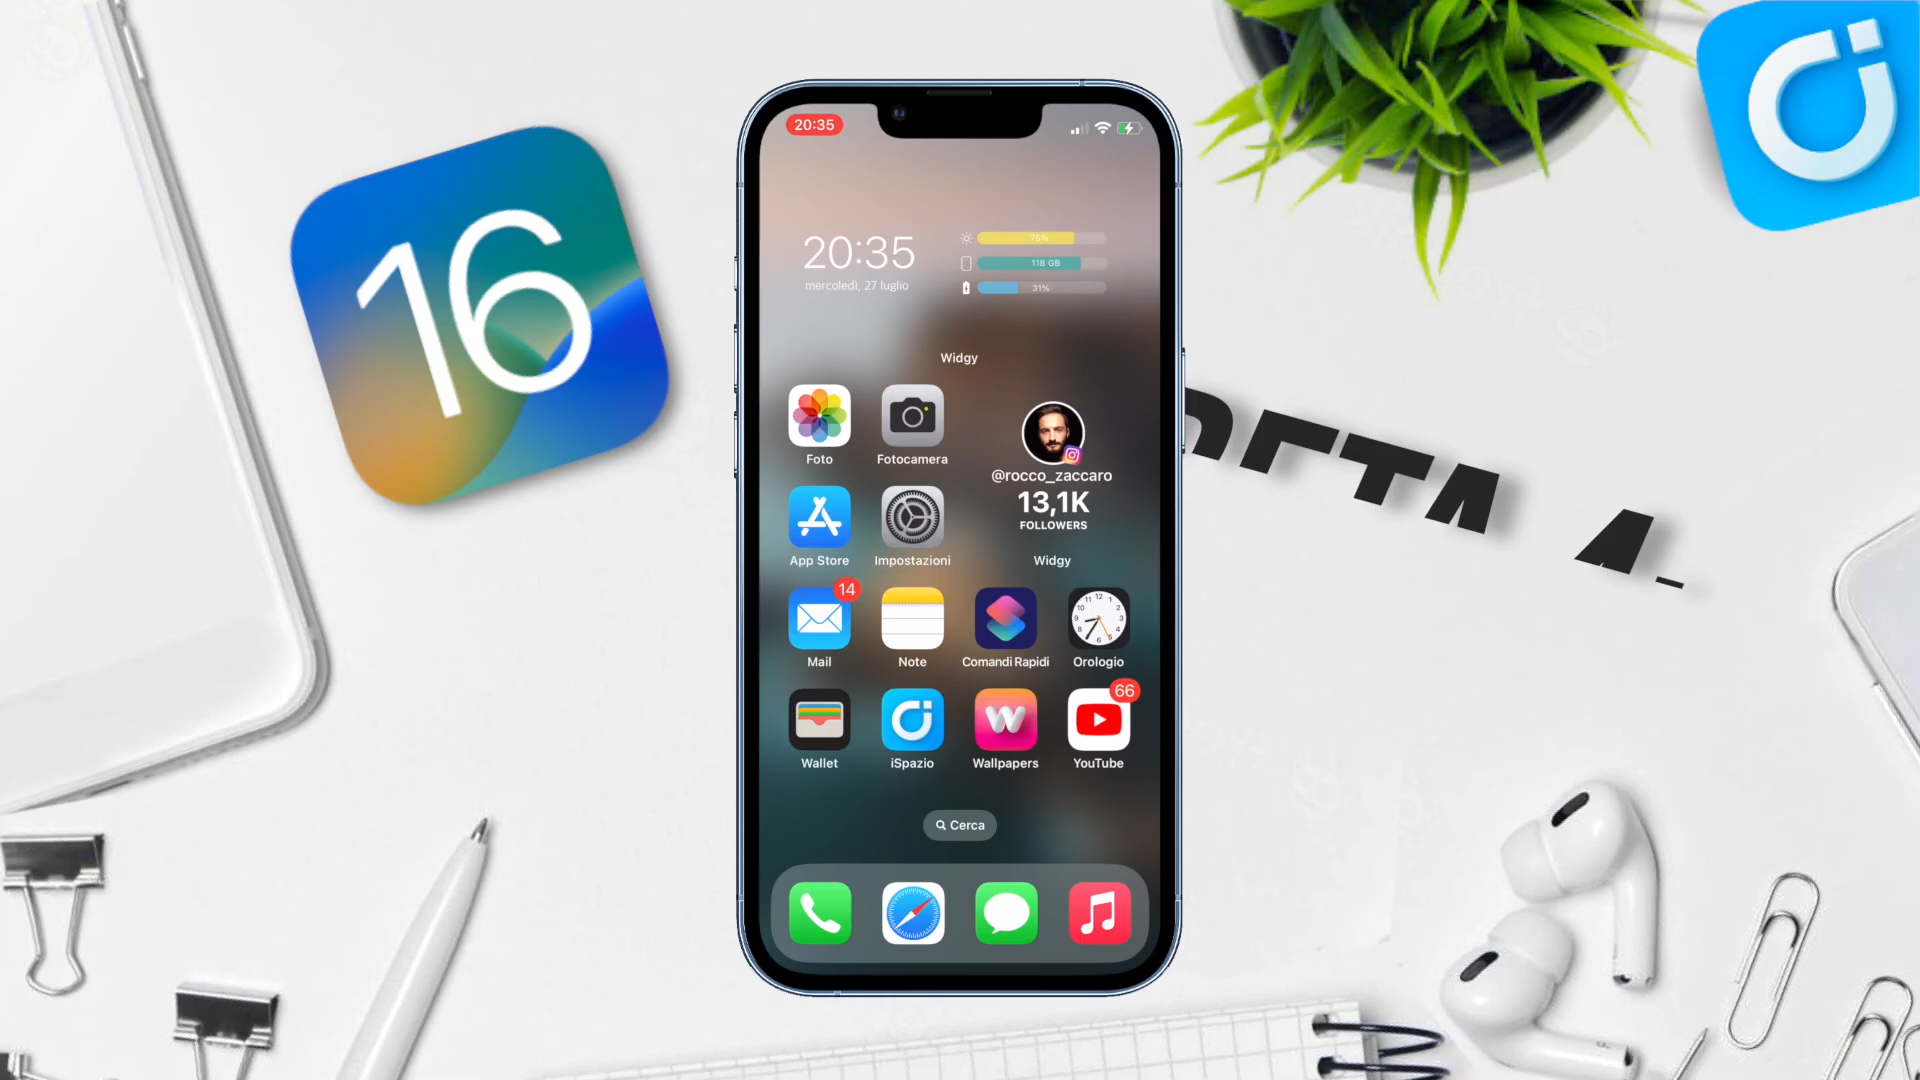 16
20:35
20:35
mercoledì, 27 luglio
75%
118 GB
31%
Widgy
Foto
Fotocamera
@rocco_zaccaro
13,1K
FOLLOWERS
App Store
Impostazioni
Widgy
14
Mail
Note
Comandi Rapidi
Orologio
66
Wallet
iSpazio
Wallpapers
YouTube
Cerca